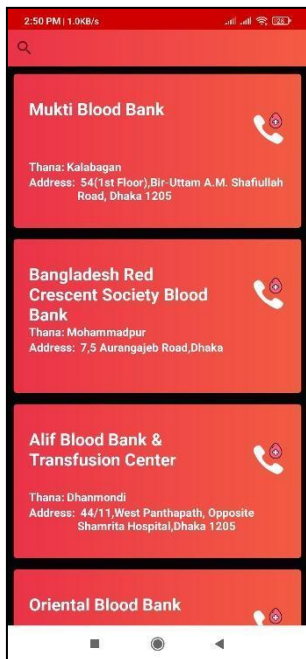 2:50 PM | 1.0KB/s
Mukti Blood Bank
Thana: Kalabagan
Address: 54(1st Floor),Bir-Uttam A.M. Shafiullah
Road, Dhaka 1205
Bangladesh Red
Crescent Society Blood
Bank
Thana: Mohammadpur
Address: 7,5 Aurangajeb Road,Dhaka
Alif Blood Bank &
Transfusion Center
Thana: Dhanmondi
Address: 44/11,West Panthapath, Opposite
Shamrita Hospital,Dhaka 1205
Oriental Blood Bank